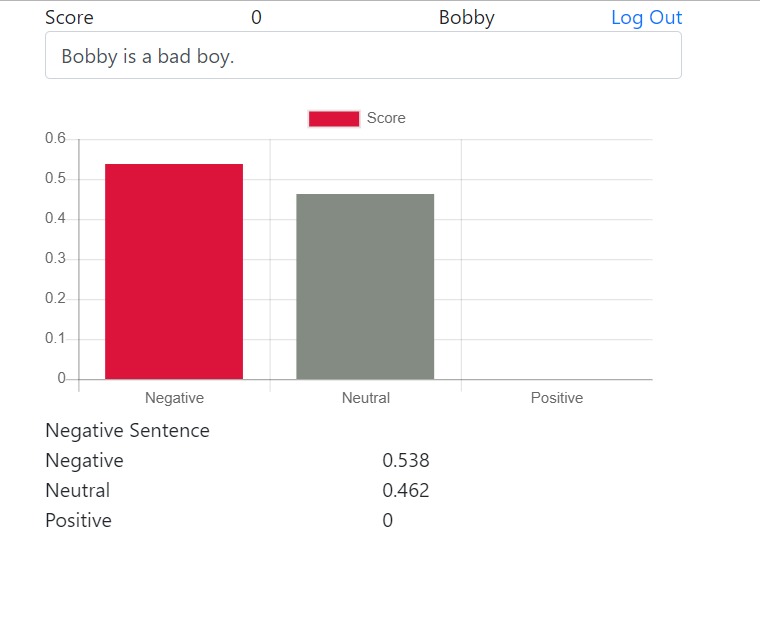 Score 0 Bobby Log Out
Bobby is a bad boy.
Score
0.6
0.5
0.4
0.3
0.2
0.1
0
Negative Neutral Positive
Negative Sentence
Negative 0.538
Neutral 0.462
Positive 0